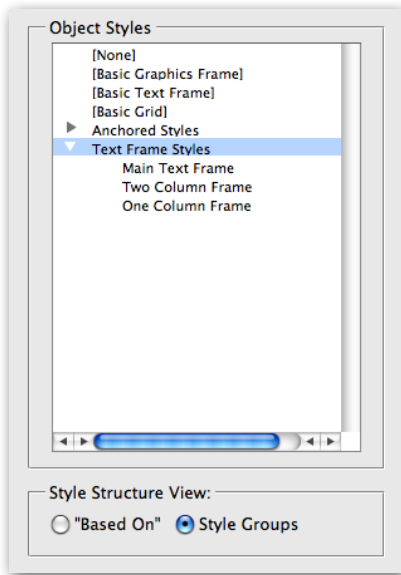 Object Styles
[None]
[Basic Graphics Frame]
[Basic Text Frame]
[Basic Grid]
Anchored Styles
Text Frame Styles
Main Text Frame
Two Column Frame
One Column Frame
Style Structure View:
"Based On" Style Groups